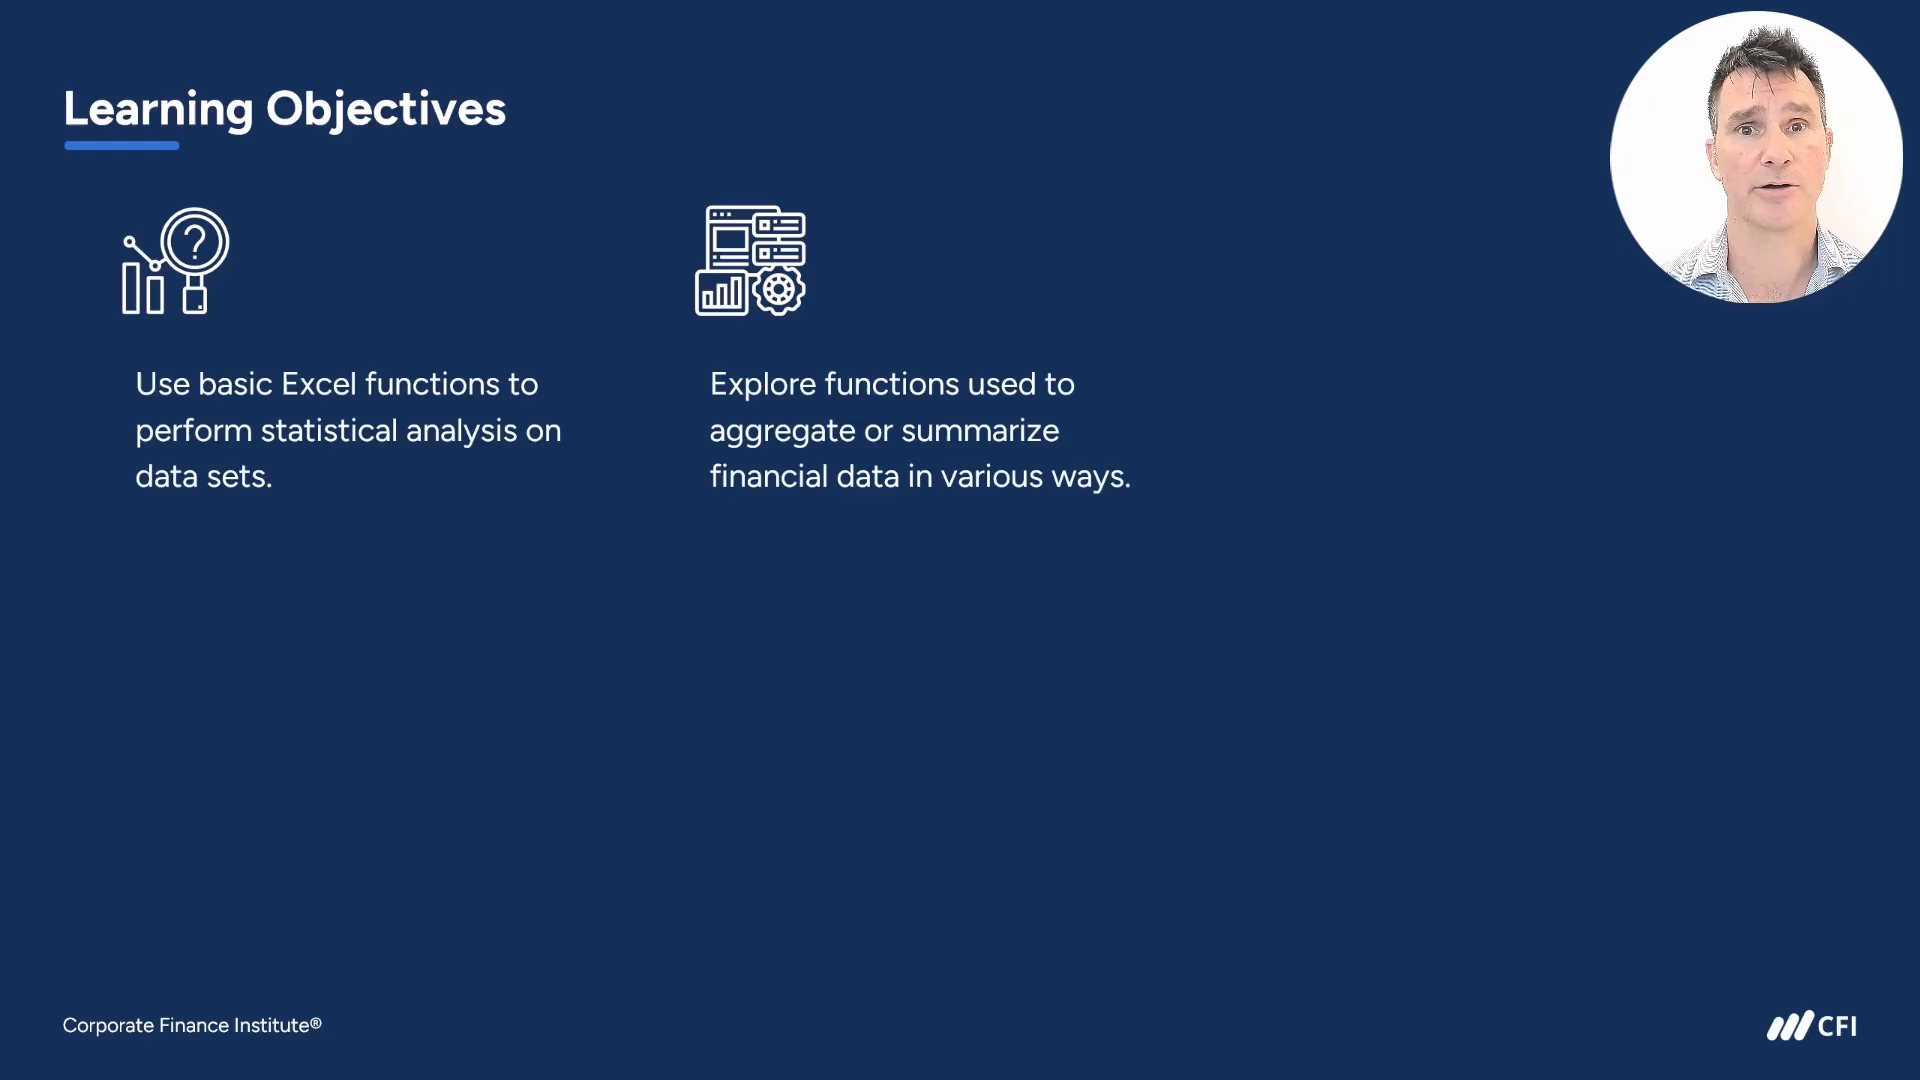 Learning Objectives
?
Use basic Excel functions to
perform statistical analysis on
data sets.
Explore functions used to
aggregate or summarize
financial data in various ways.
Corporate Finance Institute®
CFI